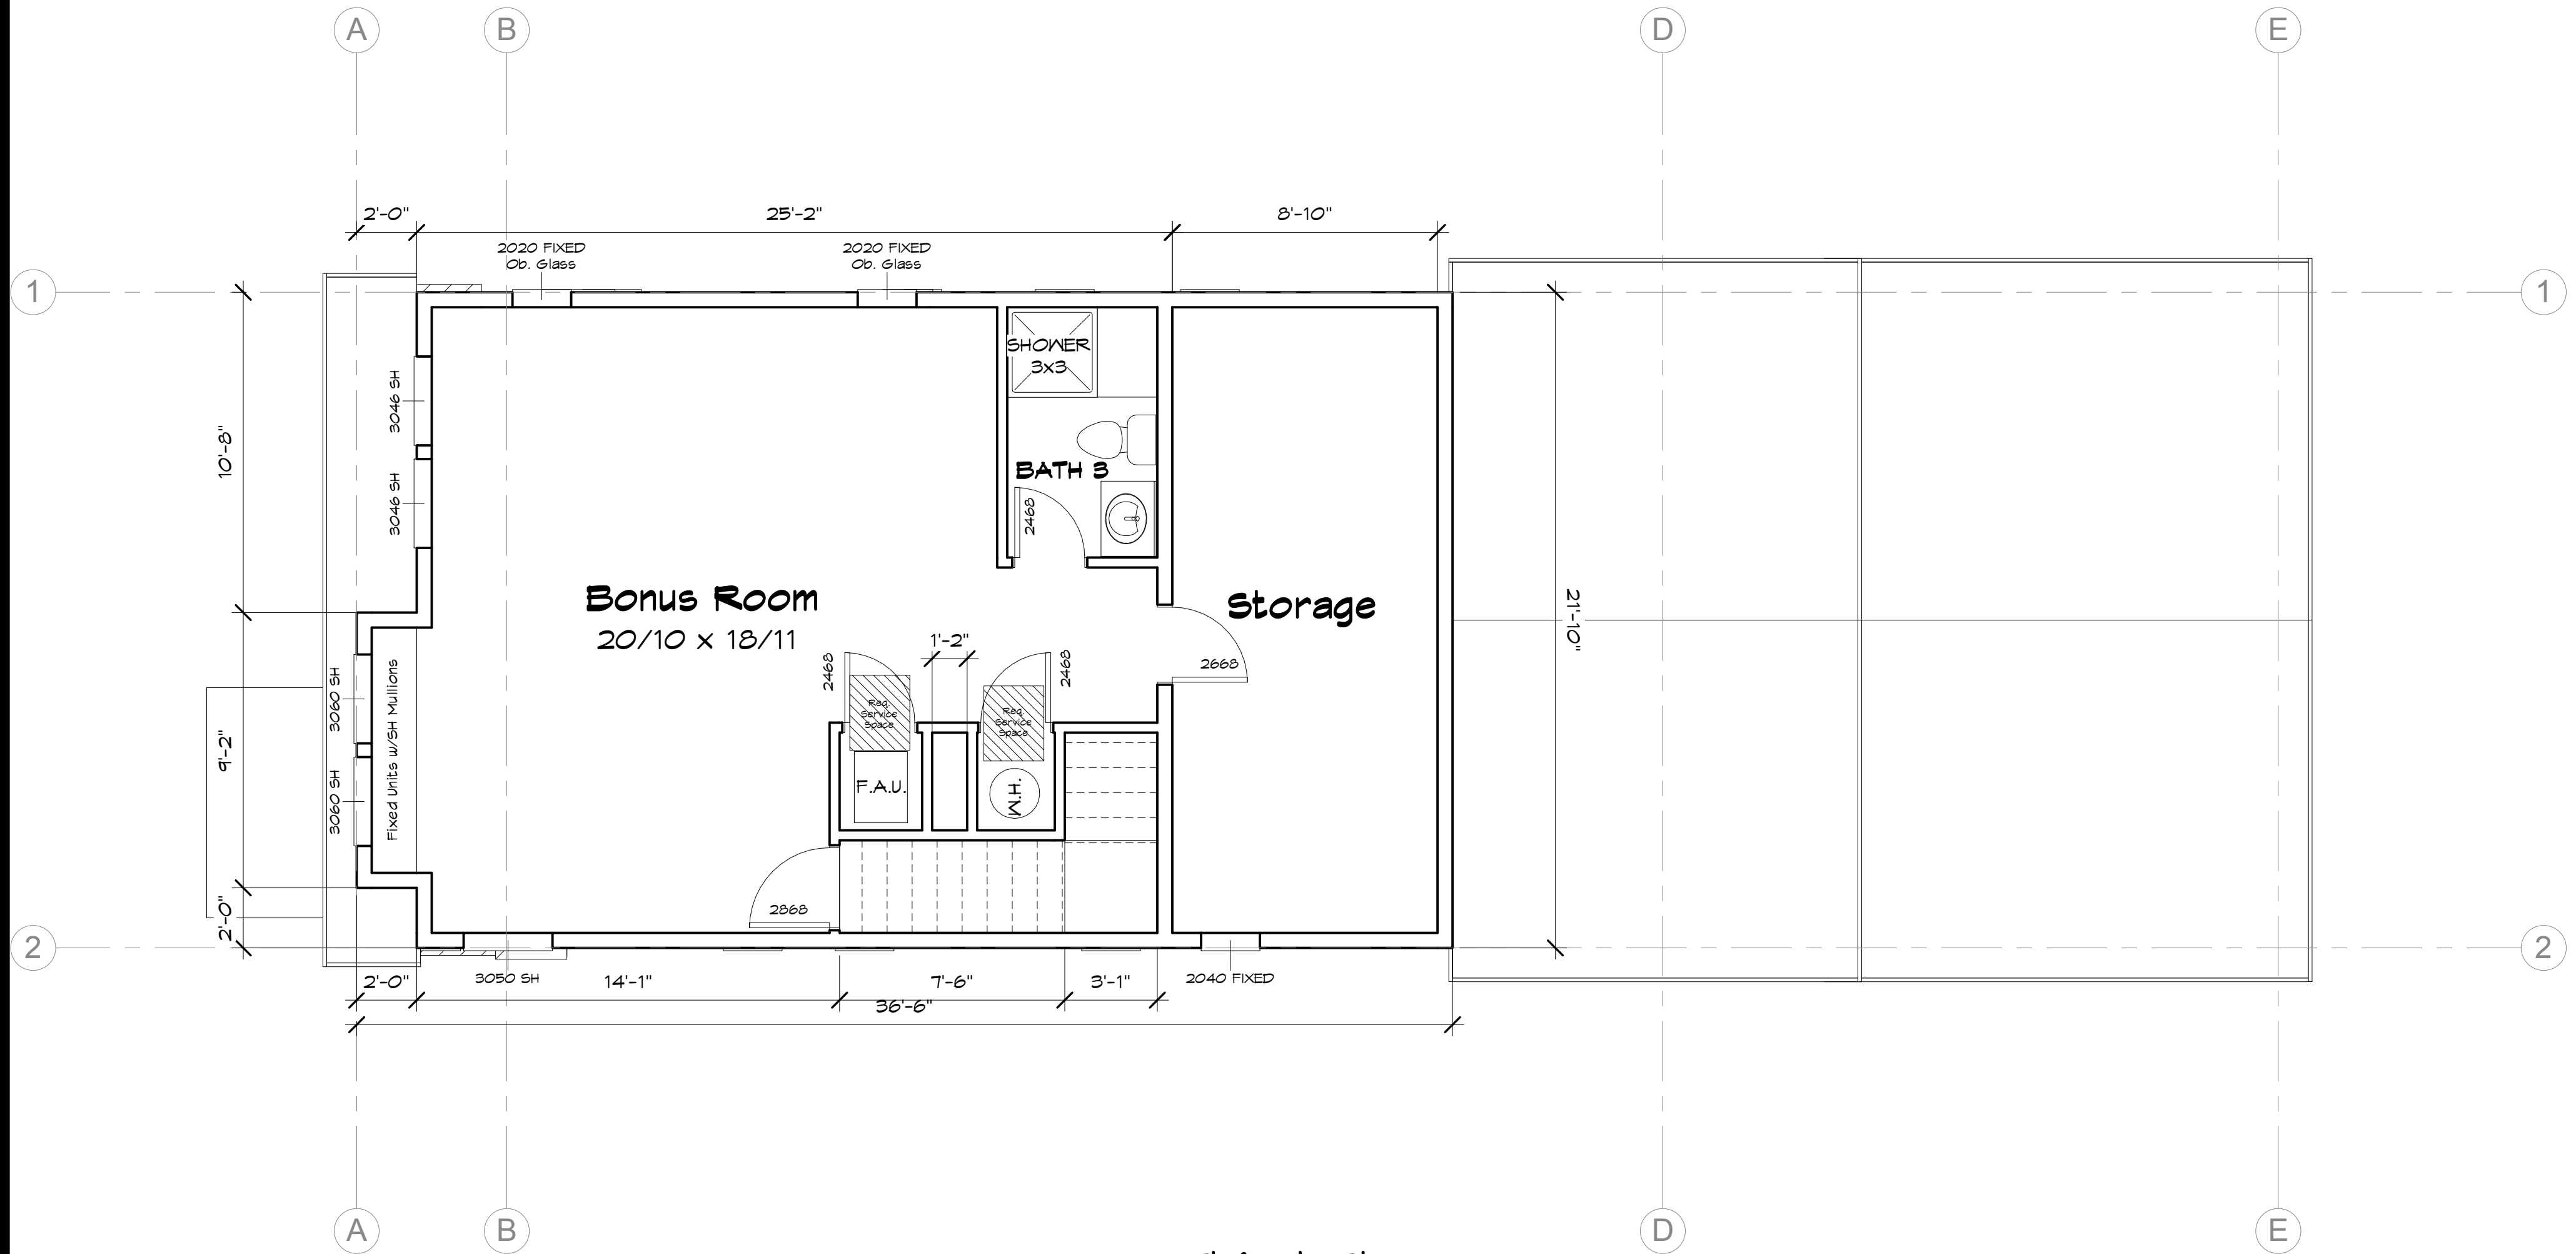 A
B
D
E
2'-0"
25'-2"
8'-10"
2020 FIXED
Ob. Glass
2020 FIXED
Ob. Glass
1
1
SHOWER
3x3
3046 SH
10'-8"
BATH 3
3046 SH
2468
Bonus Room
20/10 x 18/11
Storage
21'-10"
1'-2"
2468
2468
2668
3060 SH
Fixed Units w/SH Mullions
Req.
Service
Space
Req.
Service
Space
9'-2"
F.A.U.
W.H.
3060 SH
2868
2'-0"
2
2
2'-0"
3050 SH
14'-1"
7'-6"
3'-1"
2040 FIXED
36'-6"
A
B
D
E